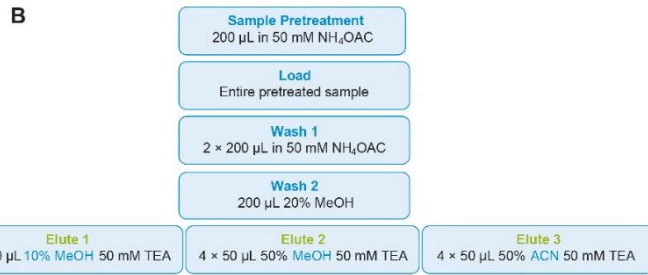 B
Sample Pretreatment
200 µL in 50 mM NH₄OAC
Load
Entire pretreated sample
Wash 1
2 × 200 µL in 50 mM NH₄OAC
Wash 2
200 µL 20% MeOH
Elute 1
µL 10% MeOH 50 mM TEA
Elute 2
4 × 50 µL 50% MeOH 50 mM TEA
Elute 3
4 × 50 µL 50% ACN 50 mM TEA